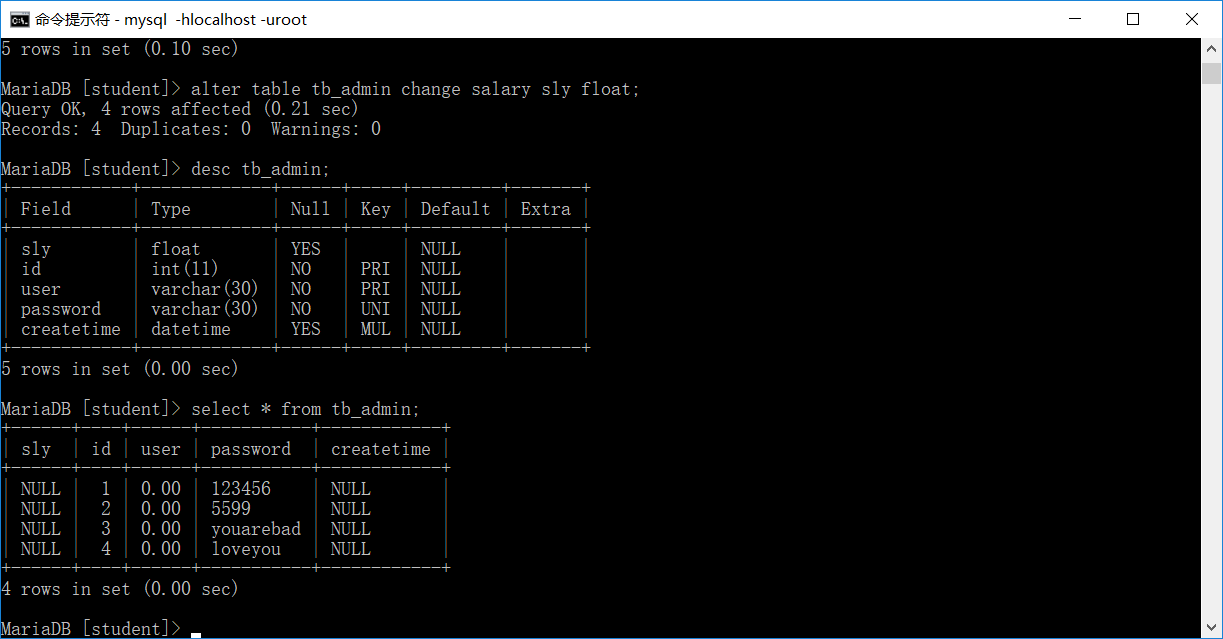 命令提示符 - mysql  -hlocalhost -uroot
5 rows in set (0.10 sec)
MariaDB [student]> alter table tb_admin change salary sly float;
Query OK, 4 rows affected (0.21 sec)
Records: 4  Duplicates: 0  Warnings: 0
MariaDB [student]> desc tb_admin;
+------------+-------------+------+-----+---------+-------+
| Field      | Type        | Null | Key | Default | Extra |
+------------+-------------+------+-----+---------+-------+
| sly        | float       | YES  |     | NULL    |       |
| id         | int(11)     | NO   | PRI | NULL    |       |
| user       | varchar(30) | NO   | PRI | NULL    |       |
| password   | varchar(30) | NO   | UNI | NULL    |       |
| createtime | datetime    | YES  | MUL | NULL    |       |
+------------+-------------+------+-----+---------+-------+
5 rows in set (0.00 sec)
MariaDB [student]> select * from tb_admin;
+------+----+------+-----------+------------+
| sly  | id | user | password  | createtime |
+------+----+------+-----------+------------+
| NULL |  1 | 0.00 | 123456    | NULL       |
| NULL |  2 | 0.00 | 5599      | NULL       |
| NULL |  3 | 0.00 | youarebad | NULL       |
| NULL |  4 | 0.00 | loveyou   | NULL       |
+------+----+------+-----------+------------+
4 rows in set (0.00 sec)
MariaDB [student]>